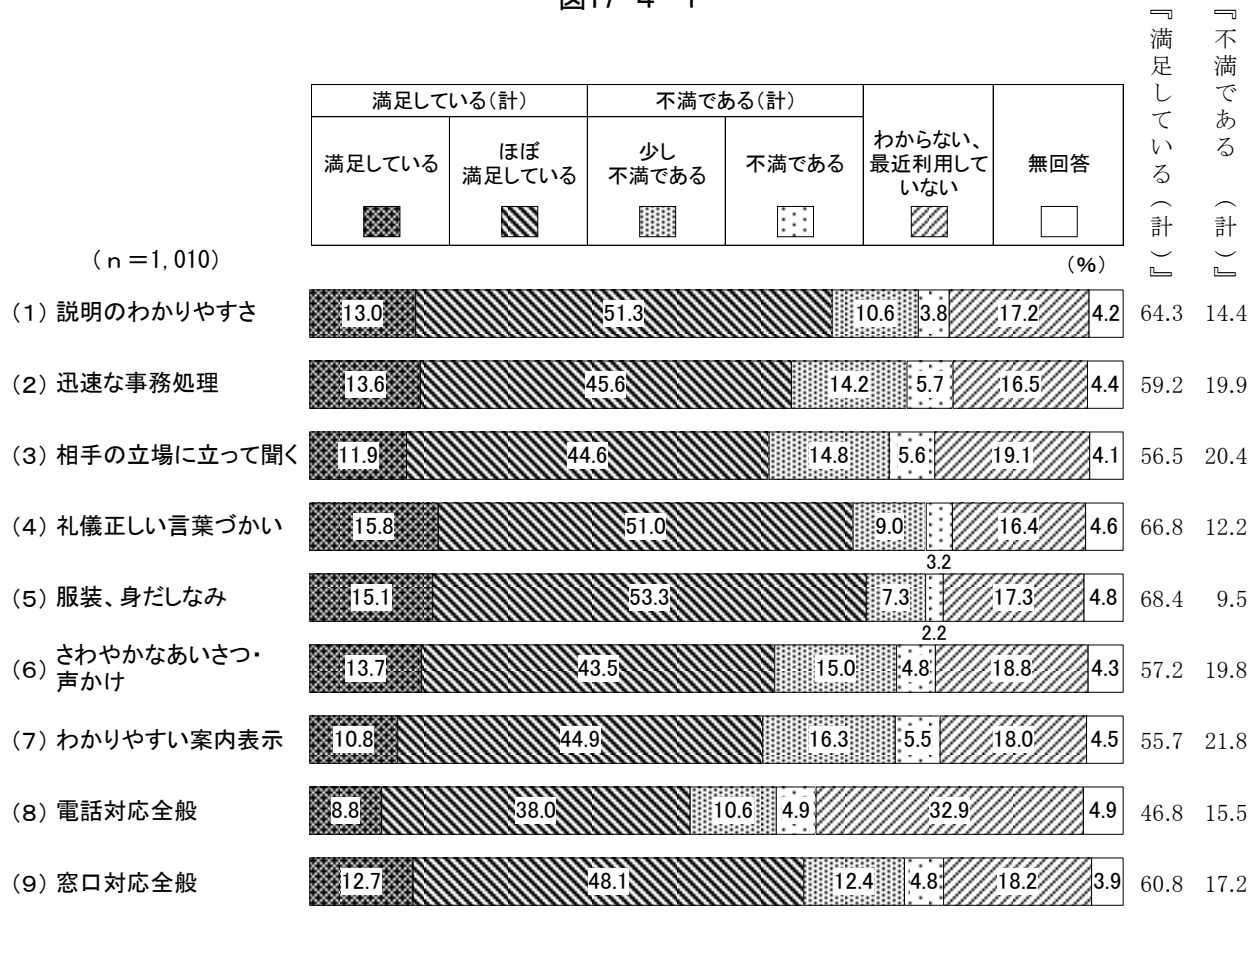 図17-4-1
『満足している（計）』
『不満である（計）』
満足している（計）
不満である（計）
満足している
ほぼ
満足している
少し
不満である
不満である
わからない、
最近利用して
いない
無回答
（ｎ＝1,010）
（％）
（1）説明のわかりやすさ 13.0 51.3 10.6 3.8 17.2 4.2 64.3 14.4
（2）迅速な事務処理 13.6 45.6 14.2 5.7 16.5 4.4 59.2 19.9
（3）相手の立場に立って聞く 11.9 44.6 14.8 5.6 19.1 4.1 56.5 20.4
（4）礼儀正しい言葉づかい 15.8 51.0 9.0 16.4 4.6 66.8 12.2
3.2
（5）服装、身だしなみ 15.1 53.3 7.3 17.3 4.8 68.4 9.5
2.2
（6）さわやかなあいさつ・
声かけ 13.7 43.5 15.0 4.8 18.8 4.3 57.2 19.8
（7）わかりやすい案内表示 10.8 44.9 16.3 5.5 18.0 4.5 55.7 21.8
（8）電話対応全般 8.8 38.0 10.6 4.9 32.9 4.9 46.8 15.5
（9）窓口対応全般 12.7 48.1 12.4 4.8 18.2 3.9 60.8 17.2